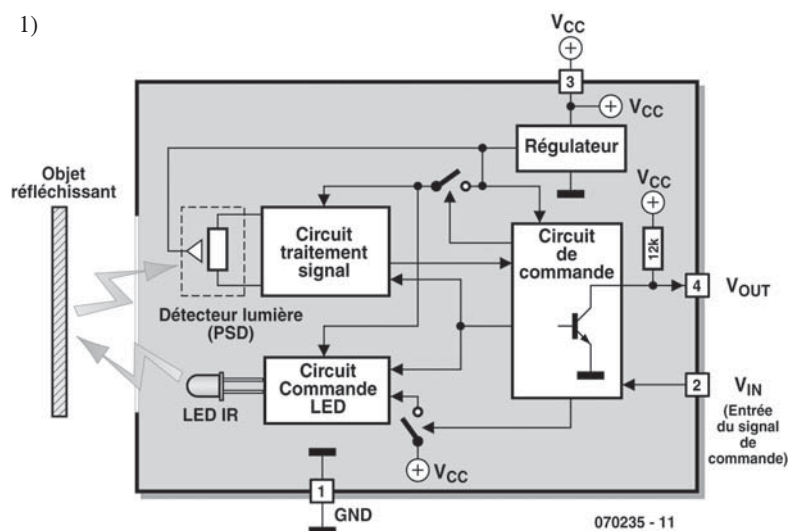 1)
VCC
3
VCC
Régulateur
Objet
réfléchissant
VCC
12k
Circuit
traitement
signal
Circuit
de
commande
4
VOUT
Détecteur lumière
(PSD)
Circuit
Commande
LED
LED IR
2
VIN
(Entrée
du signal
de
commande)
VCC
1
GND
070235 - 11